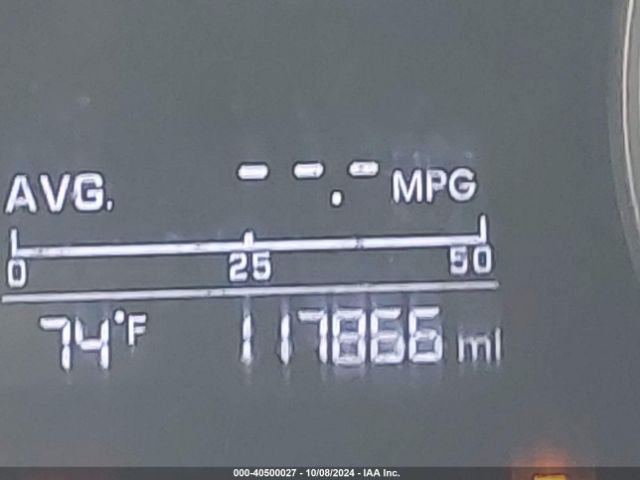 AVG. --.- MPG
0 25 50
74°F 117866 mi
000-40500027 - 10/08/2024 - IAA Inc.